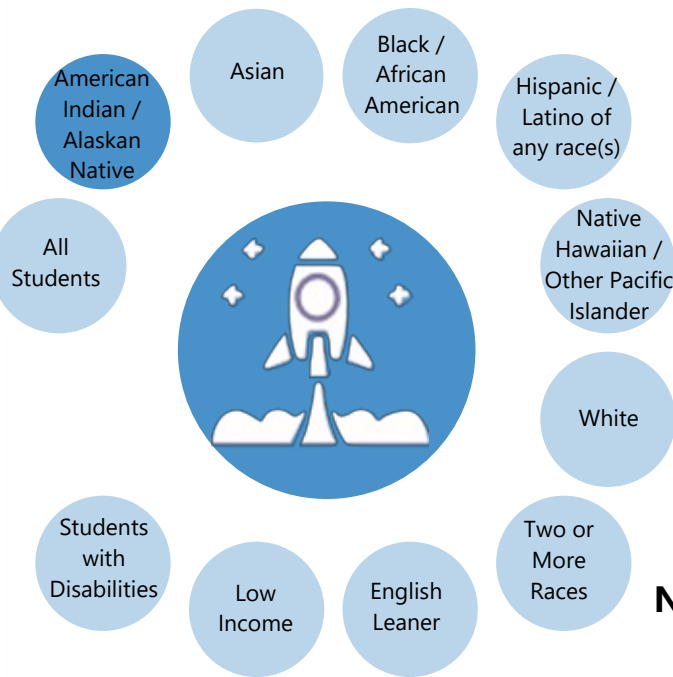 American
Indian /
Alaskan
Native
Asian
Black /
African
American
Hispanic /
Latino of
any race(s)
All
Students
Native
Hawaiian /
Other Pacific
Islander
White
Students
with
Disabilities
Low
Income
English
Leaner
Two or
More
Races
N